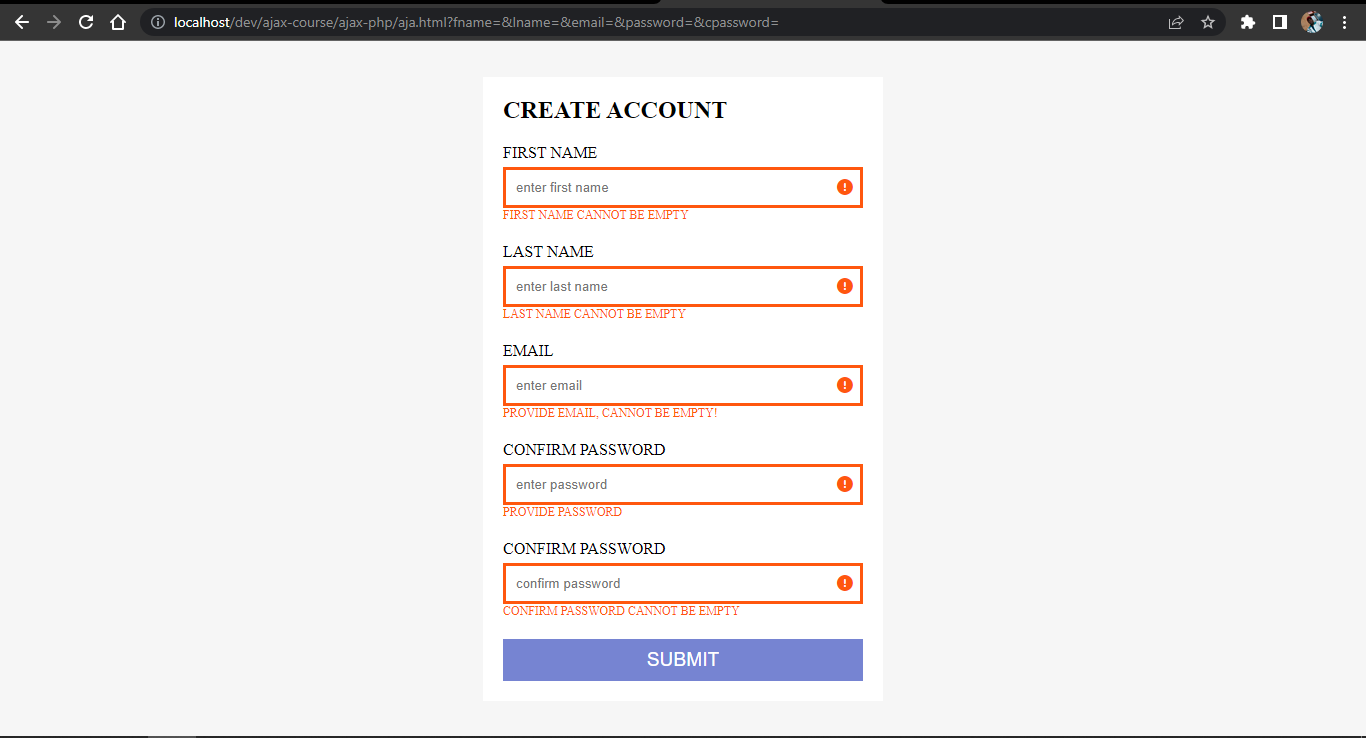 localhost/dev/ajax-course/ajax-php/aja.html?fname=&lname=&email=&password=&cpassword=
CREATE ACCOUNT
FIRST NAME
enter first name
FIRST NAME CANNOT BE EMPTY
LAST NAME
enter last name
LAST NAME CANNOT BE EMPTY
EMAIL
enter email
PROVIDE EMAIL, CANNOT BE EMPTY!
CONFIRM PASSWORD
enter password
PROVIDE PASSWORD
CONFIRM PASSWORD
confirm password
CONFIRM PASSWORD CANNOT BE EMPTY
SUBMIT